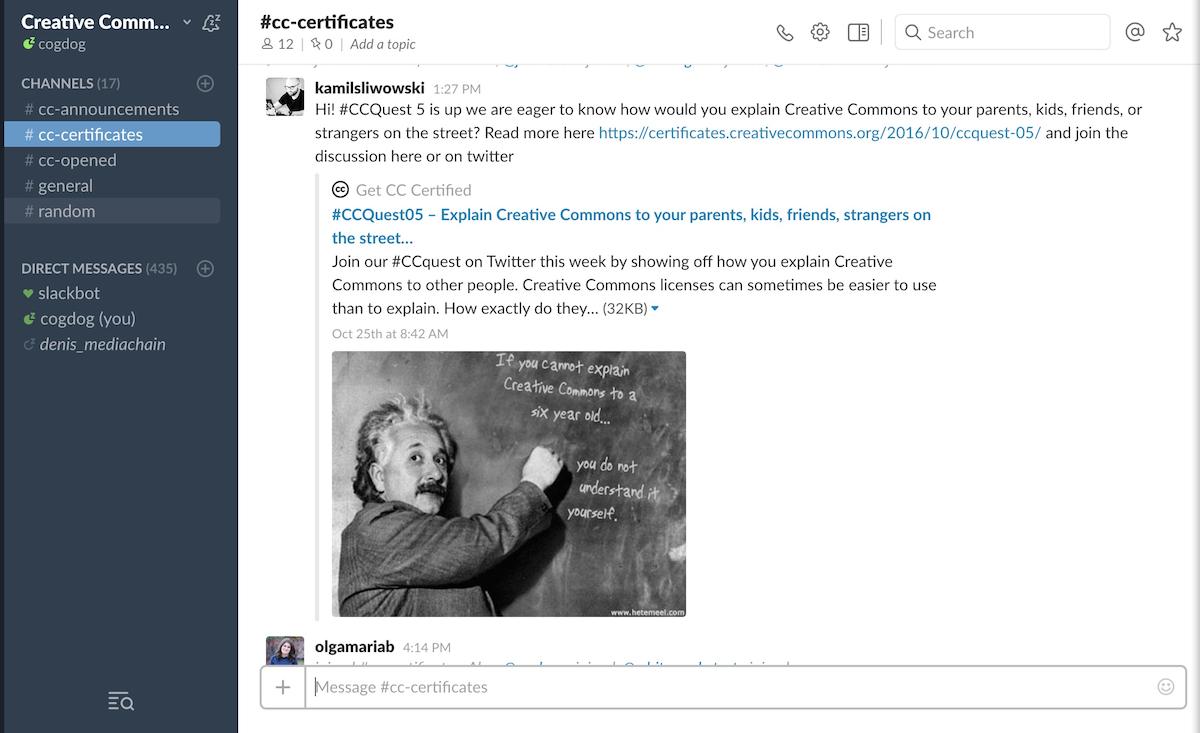 Creative Comm...
cogdog
CHANNELS (17)
# cc-announcements
# cc-certificates
# cc-opened
# general
# random
DIRECT MESSAGES (435)
slackbot
cogdog (you)
denis_mediachain
#cc-certificates
12 | 0 | Add a topic
Search
kamilsliwowski 1:27 PM
Hi! #CCQuest 5 is up we are eager to know how would you explain Creative Commons to your parents, kids, friends, or
strangers on the street? Read more here https://certificates.creativecommons.org/2016/10/ccquest-05/ and join the
discussion here or on twitter
cc Get CC Certified
#CCQuest05 – Explain Creative Commons to your parents, kids, friends, strangers on
the street...
Join our #CCquest on Twitter this week by showing off how you explain Creative
Commons to other people. Creative Commons licenses can sometimes be easier to use
than to explain. How exactly do they... (32KB)
Oct 25th at 8:42 AM
If you cannot explain
Creative Commons to a
six year old...
you do not
understand it
yourself.
www.hetemeel.com
olgamariab 4:14 PM
Message #cc-certificates